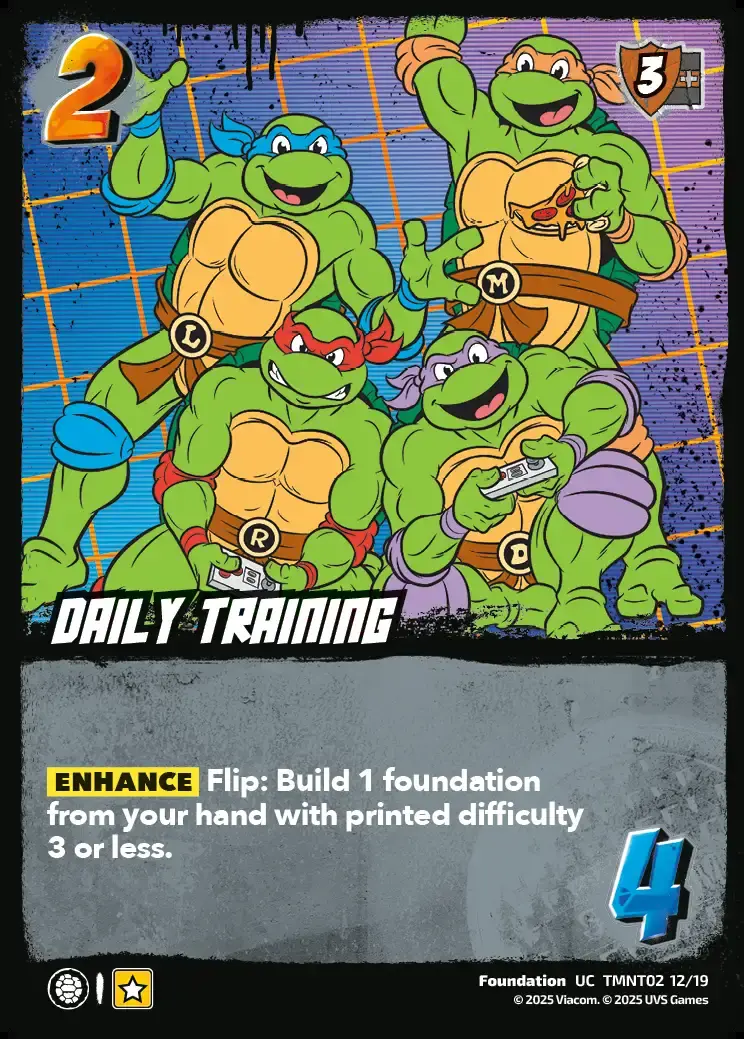 2
3
L
M
R
D
DAILY TRAINING
ENHANCE Flip: Build 1 foundation
from your hand with printed difficulty
3 or less.
4
Foundation UC TMNT02 12/19
© 2025 Viacom. © 2025 UVS Games